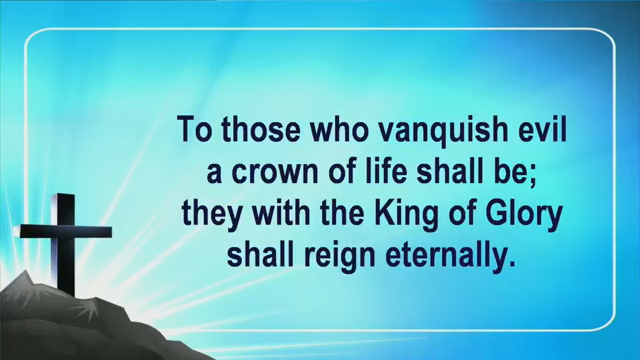 To those who vanquish evil
a crown of life shall be;
they with the King of Glory
shall reign eternally.